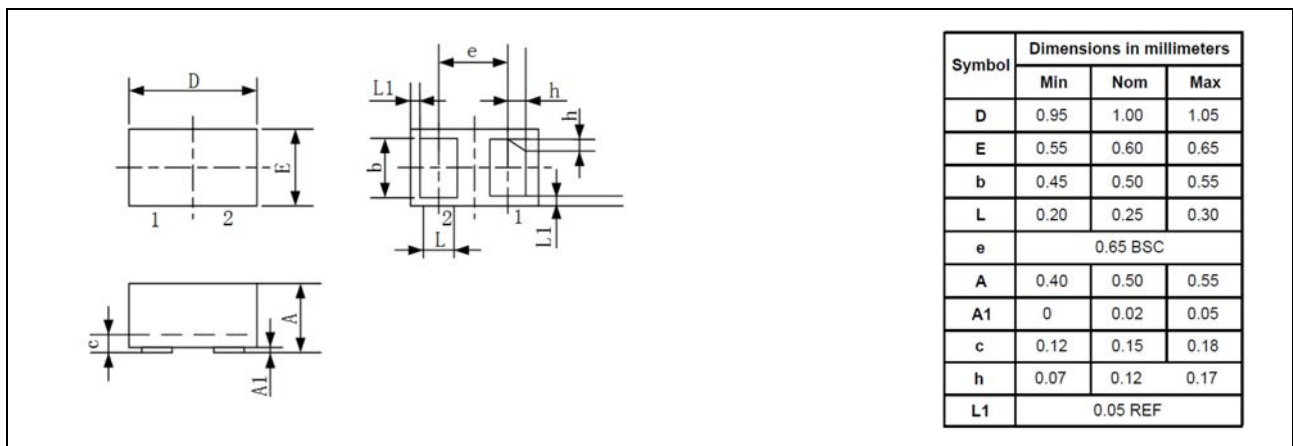 D
E
1 2
e
L1
h
h
b
2 1
L
L1
A
c
A1
Symbol Dimensions in millimeters
Min Nom Max
D 0.95 1.00 1.05
E 0.55 0.60 0.65
b 0.45 0.50 0.55
L 0.20 0.25 0.30
e 0.65 BSC
A 0.40 0.50 0.55
A1 0 0.02 0.05
c 0.12 0.15 0.18
h 0.07 0.12 0.17
L1 0.05 REF